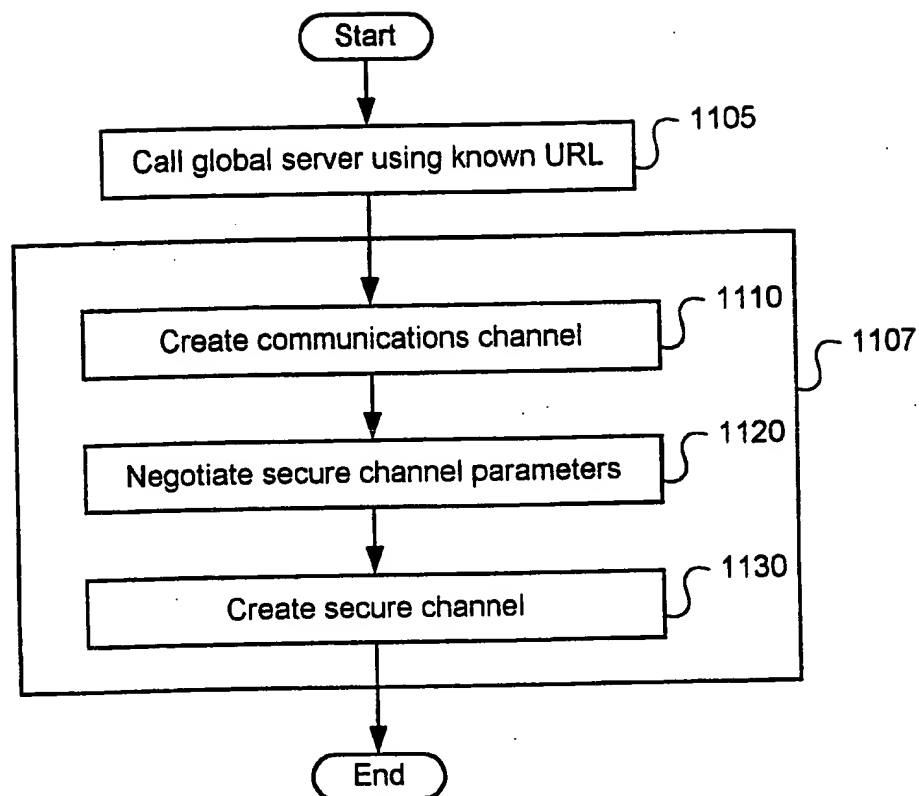 Start
1105
Call global server using known URL
1110
Create communications channel
1107
1120
Negotiate secure channel parameters
1130
Create secure channel
End